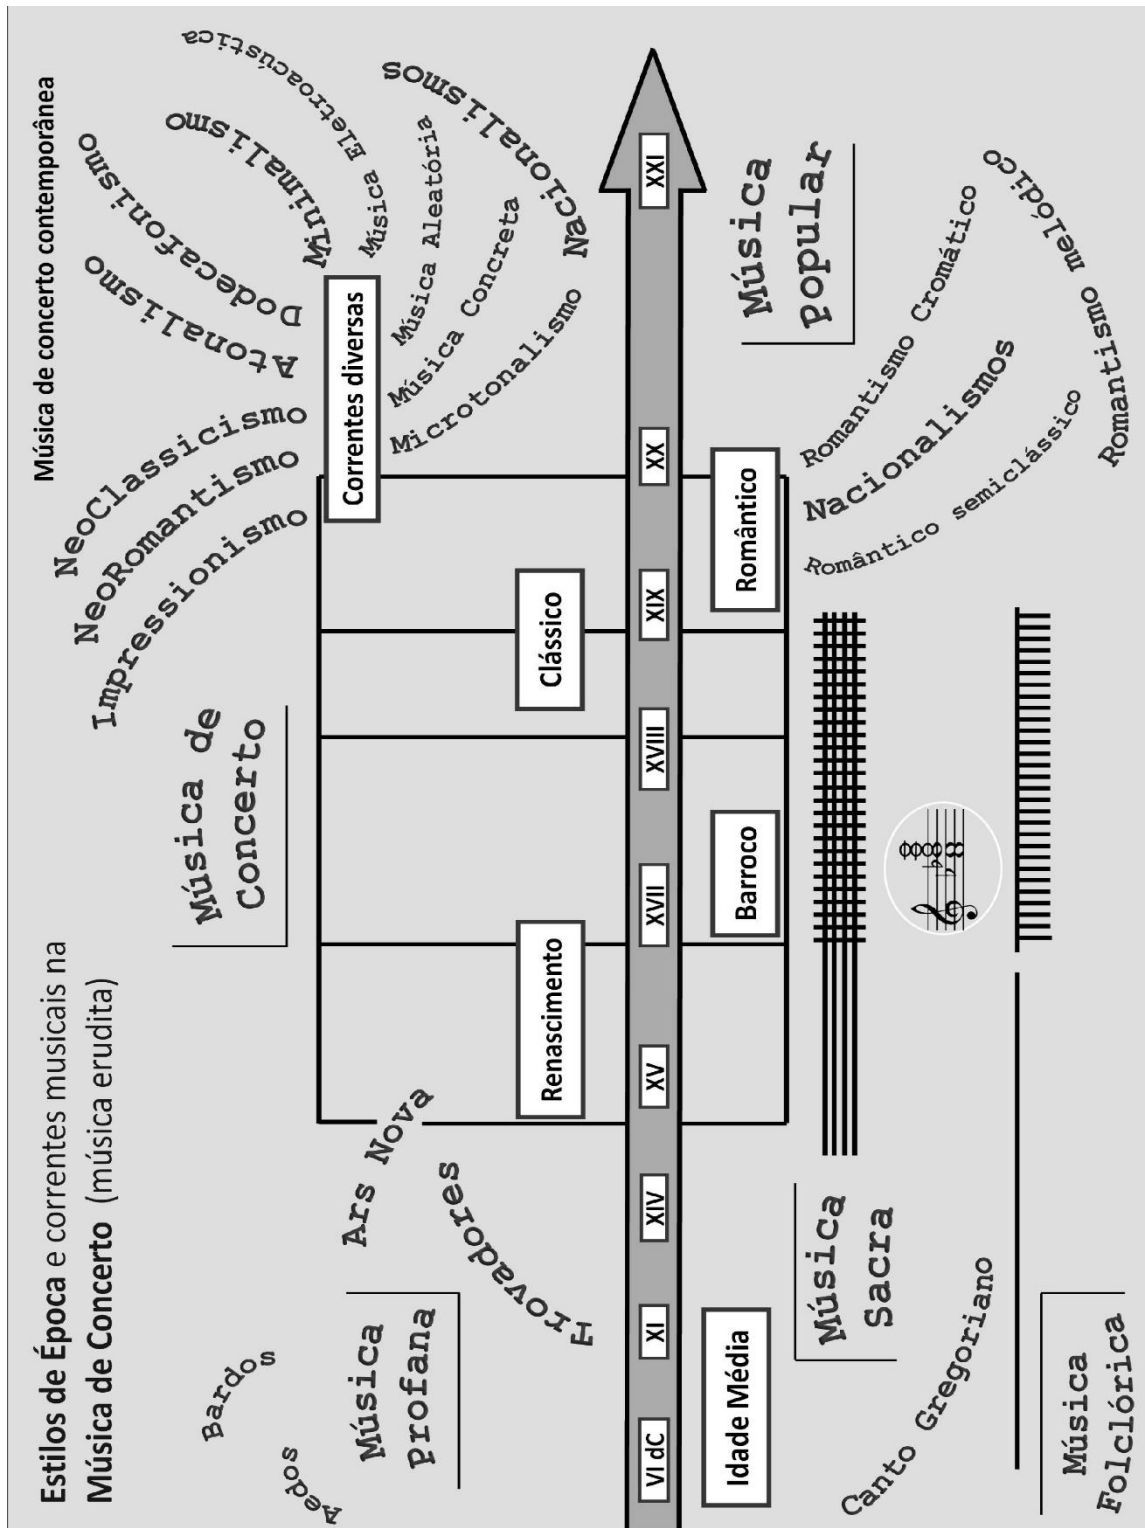 Estilos de Época e correntes musicais na
Música de Concerto (música erudita)
Música de concerto contemporânea
Aedos
Bardos
Música
profana
Trovadores
Ars Nova
Música de
Concerto
Impressionismo
NeoRomantismo
NeoClassicismo
Atonalismo
Dodecafonismo
Minimalismo
Música Eletroacústica
Correntes diversas
Música Aleatória
Música Concreta
Microtonalismo
Nacionalismos
Renascimento
Clássico
VI dC
XI
XIV
XV
XVII
XVIII
XIX
XX
XXI
Idade Média
Barroco
Romântico
Música
popular
Música
Sacra
Canto Gregoriano
Romantismo Cromático
Nacionalismos
Romântico semiclássico
Romantismo melódico
Música
Folclórica